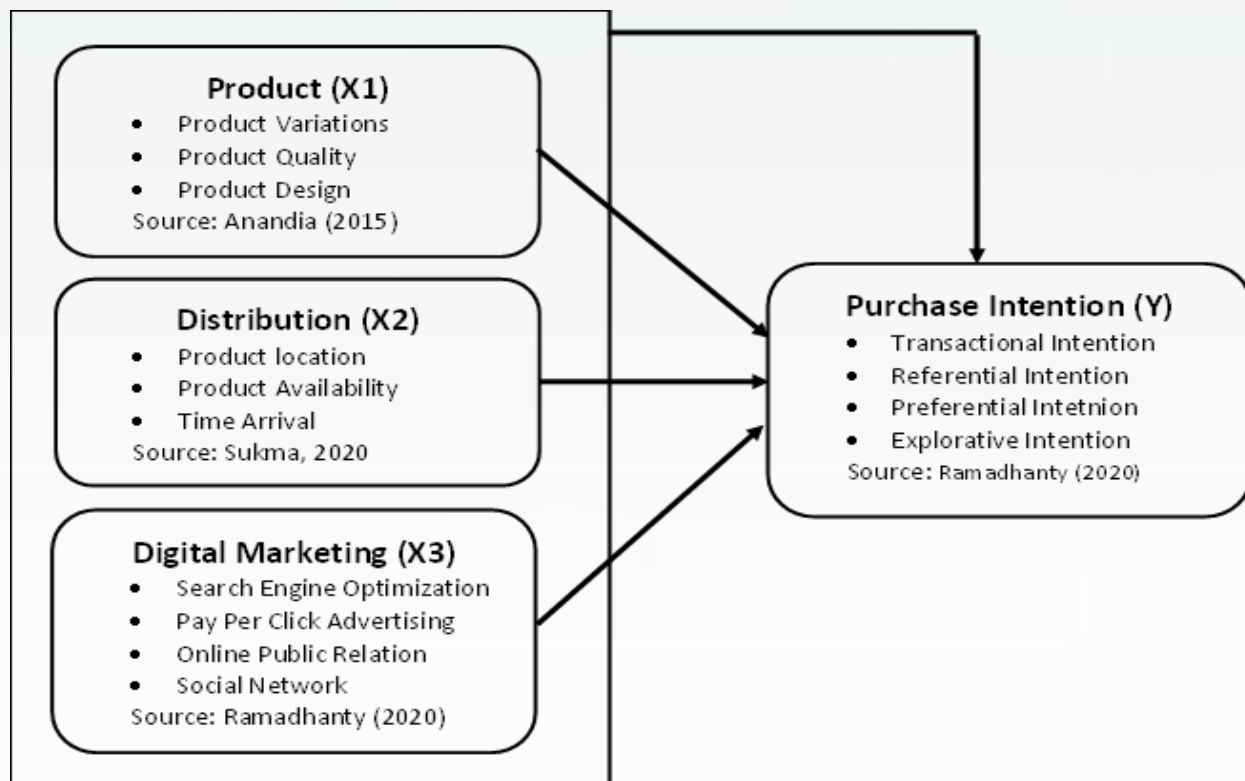 Product (X1)
• Product Variations
• Product Quality
• Product Design
Source: Anandia (2015)
Distribution (X2)
• Product location
• Product Availability
• Time Arrival
Source: Sukma, 2020
Digital Marketing (X3)
• Search Engine Optimization
• Pay Per Click Advertising
• Online Public Relation
• Social Network
Source: Ramadhanty (2020)
Purchase Intention (Y)
• Transactional Intention
• Referential Intention
• Preferential Intetnion
• Explorative Intention
Source: Ramadhanty (2020)